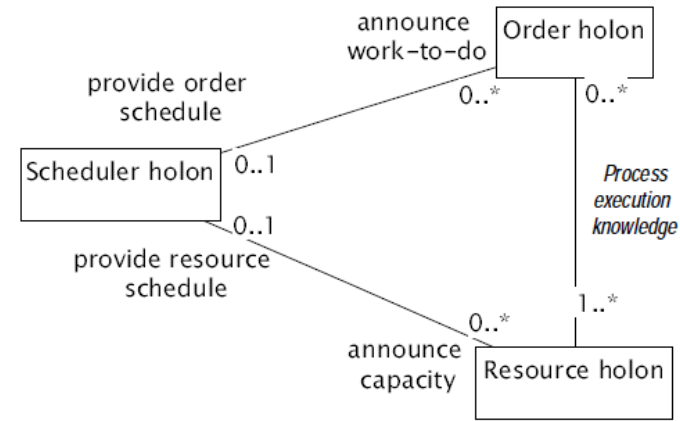 announce
work-to-do
Order holon
0..*
0..*
provide order
schedule
Scheduler holon
0..1
0..1
Process
execution
knowledge
provide resource
schedule
0..*
1..*
announce
capacity
Resource holon